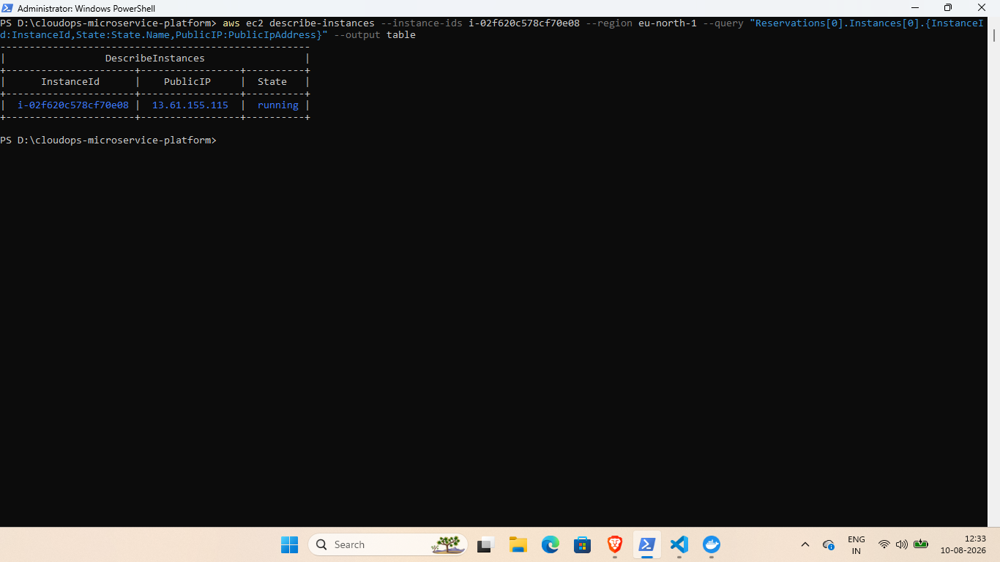 Administrator: Windows PowerShell
PS D:\cloudops-microservice-platform> aws ec2 describe-instances --instance-ids i-02f620c578cf70e08 --region eu-north-1 --query "Reservations[0].Instances[0].{InstanceI
d:InstanceId,State:State.Name,PublicIP:PublicIpAddress}" --output table
-----------------------------------------------------
|                 DescribeInstances                 |
+----------------------+-----------------+----------+
|      InstanceId      |    PublicIP     |  State   |
+----------------------+-----------------+----------+
|  i-02f620c578cf70e08 |  13.61.155.115  |  running |
+----------------------+-----------------+----------+
PS D:\cloudops-microservice-platform>
Search
ENG
IN
12:33
10-08-2026